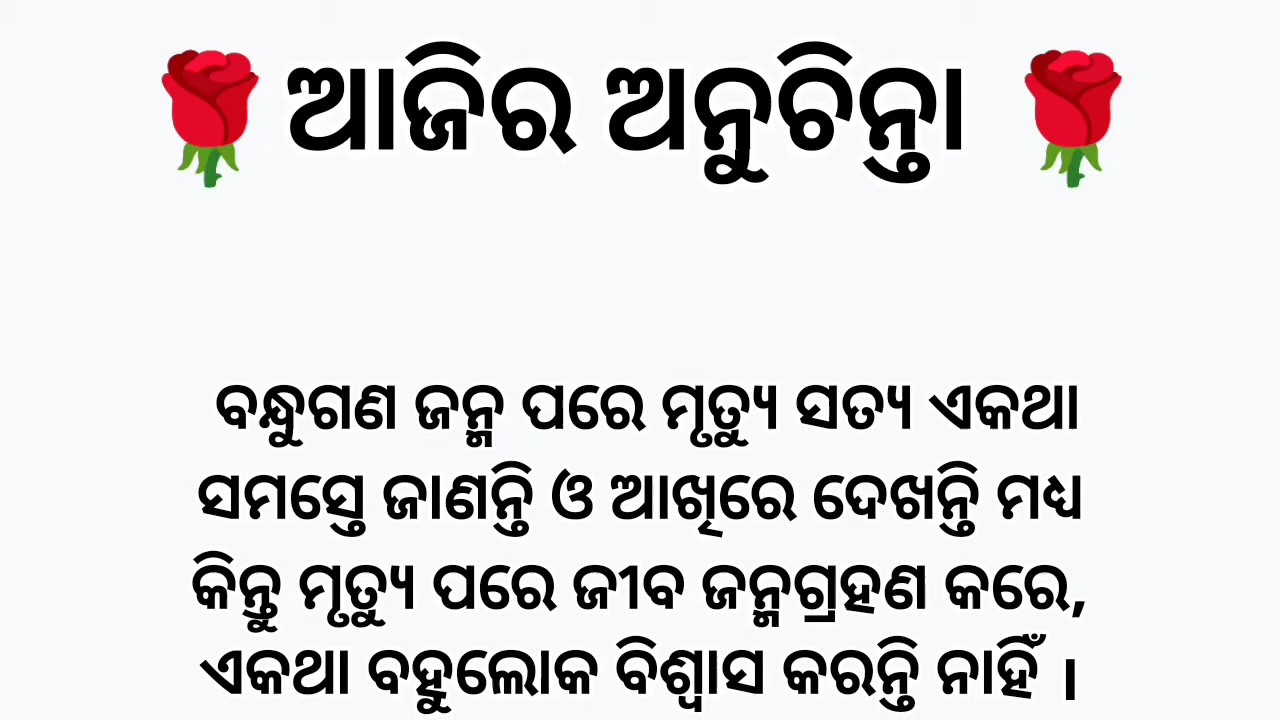 🌹 ଆଜିର ଅନୁଚିନ୍ତା 🌹
ବନ୍ଧୁଗଣ ଜନ୍ମ ପରେ ମୃତ୍ୟୁ ସତ୍ୟ ଏକଥା
ସମସ୍ତେ ଜାଣନ୍ତି ଓ ଆଖିରେ ଦେଖନ୍ତି ମଧ୍ୟ
କିନ୍ତୁ ମୃତ୍ୟୁ ପରେ ଜୀବ ଜନ୍ମଗ୍ରହଣ କରେ,
ଏକଥା ବହୁଲୋକ ବିଶ୍ୱାସ କରନ୍ତି ନାହିଁ ।